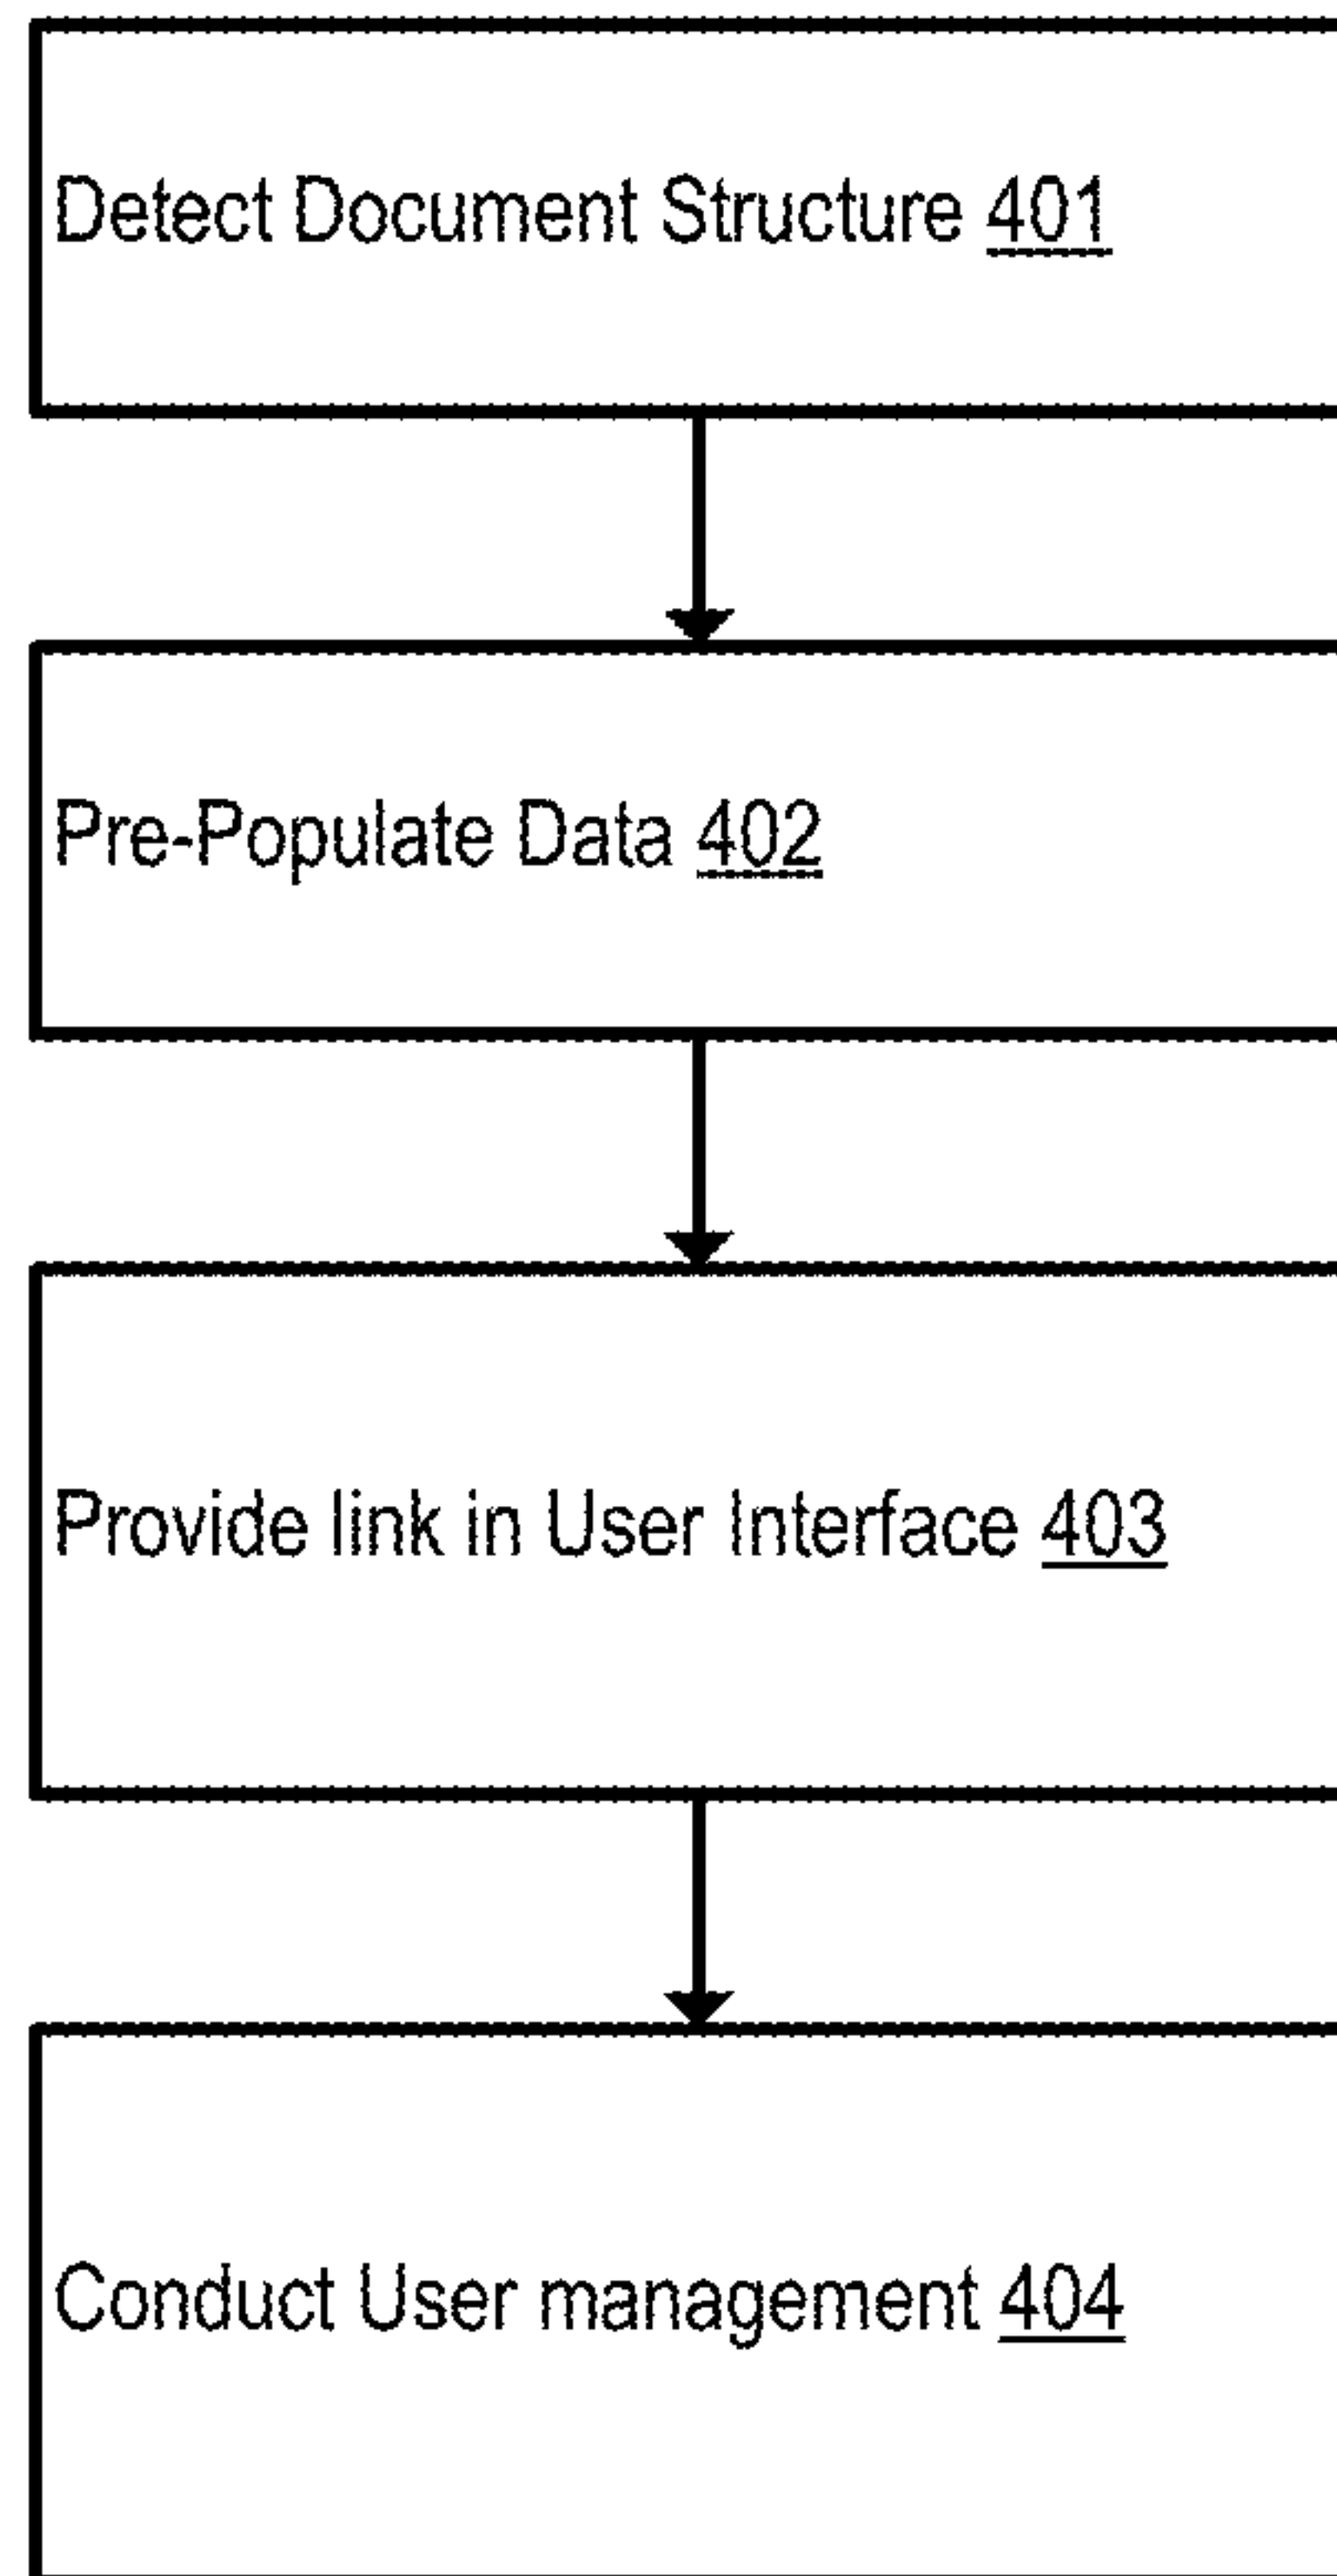 Detect Document Structure 401
Pre-Populate Data 402
Provide link in User Interface 403
Conduct User management 404